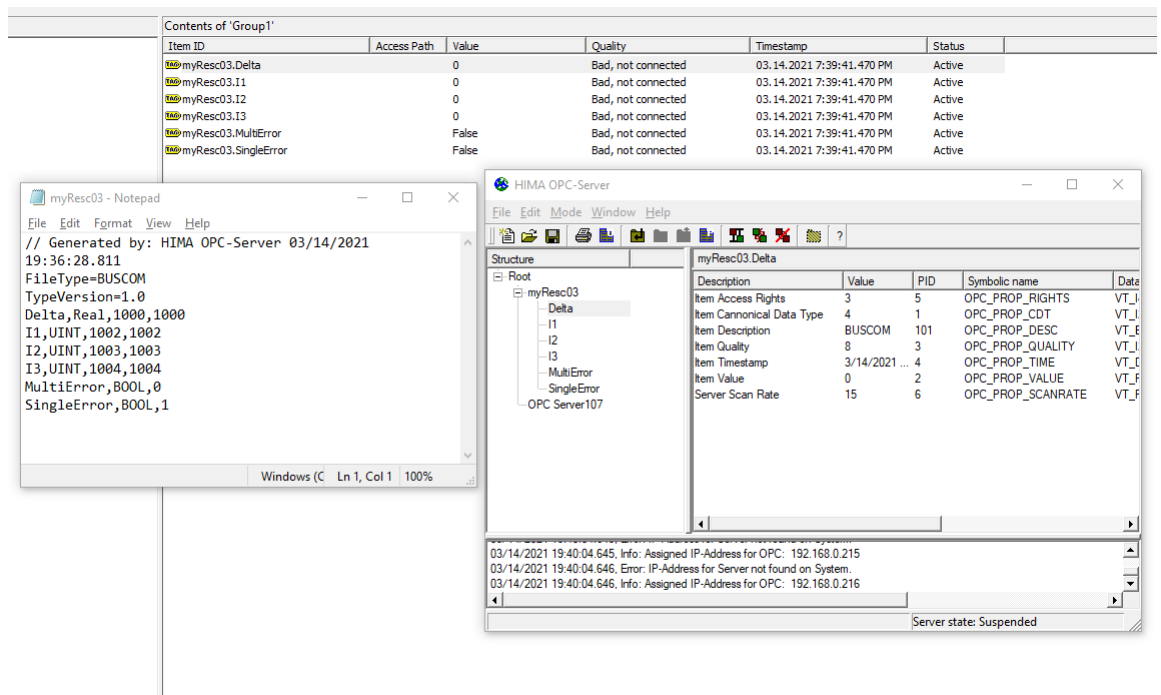 Contents of 'Group1'
Item ID Access Path Value Quality Timestamp Status
myResc03.Delta 0 Bad, not connected 03.14.2021 7:39:41.470 PM Active
myResc03.I1 0 Bad, not connected 03.14.2021 7:39:41.470 PM Active
myResc03.I2 0 Bad, not connected 03.14.2021 7:39:41.470 PM Active
myResc03.I3 0 Bad, not connected 03.14.2021 7:39:41.470 PM Active
myResc03.MultiError False Bad, not connected 03.14.2021 7:39:41.470 PM Active
myResc03.SingleError False Bad, not connected 03.14.2021 7:39:41.470 PM Active
myResc03 - Notepad
File Edit Format View Help
// Generated by: HIMA OPC-Server 03/14/2021
19:36:28.811
FileType=BUSCOM
TypeVersion=1.0
Delta,Real,1000,1000
I1,UINT,1002,1002
I2,UINT,1003,1003
I3,UINT,1004,1004
MultiError,BOOL,0
SingleError,BOOL,1
Windows (C Ln 1, Col 1 100%
HIMA OPC-Server
File Edit Mode Window Help
Structure
Root
myResc03
Delta
I1
I2
I3
MultiError
SingleError
OPC Server107
myResc03.Delta
Description Value PID Symbolic name Data
Item Access Rights 3 5 OPC_PROP_RIGHTS
Item Cannonical Data Type 4 1 OPC_PROP_CDT
Item Description BUSCOM 101 OPC_PROP_DESC
Item Quality 8 3 OPC_PROP_QUALITY
Item Timestamp 3/14/2021 ... 4 OPC_PROP_TIME
Item Value 0 2 OPC_PROP_VALUE
Server Scan Rate 15 6 OPC_PROP_SCANRATE
03/14/2021 19:40:04.645, Info: Assigned IP-Address for OPC: 192.168.0.215
03/14/2021 19:40:04.646, Error: IP-Address for Server not found on System.
03/14/2021 19:40:04.646, Info: Assigned IP-Address for OPC: 192.168.0.216
Server state: Suspended